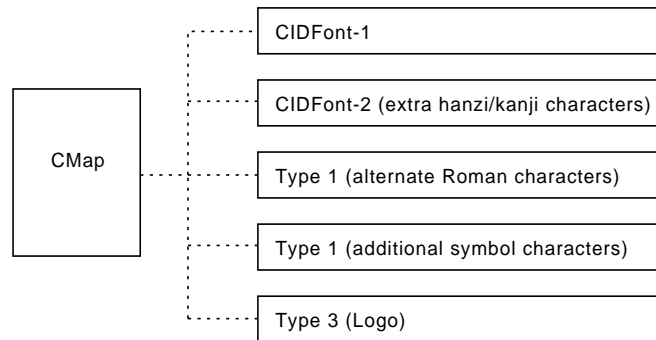 CIDFont-1
CIDFont-2 (extra hanzi/kanji characters)
CMap
Type 1 (alternate Roman characters)
Type 1 (additional symbol characters)
Type 3 (Logo)